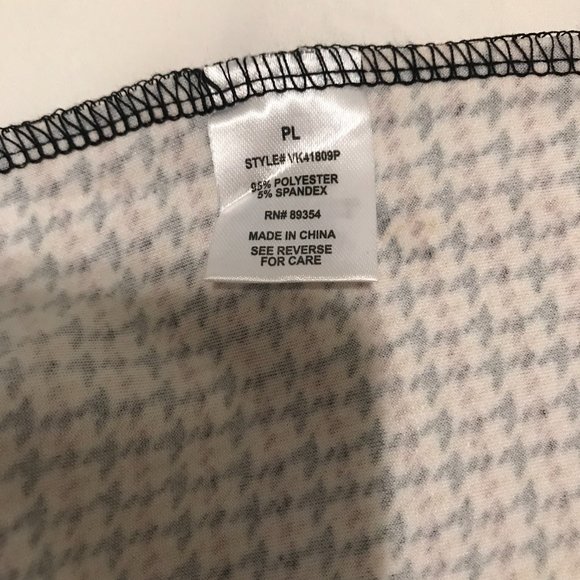 PL
STYLE# VK41809P
95% POLYESTER
5% SPANDEX
RN# 89354
MADE IN CHINA
SEE REVERSE
FOR CARE